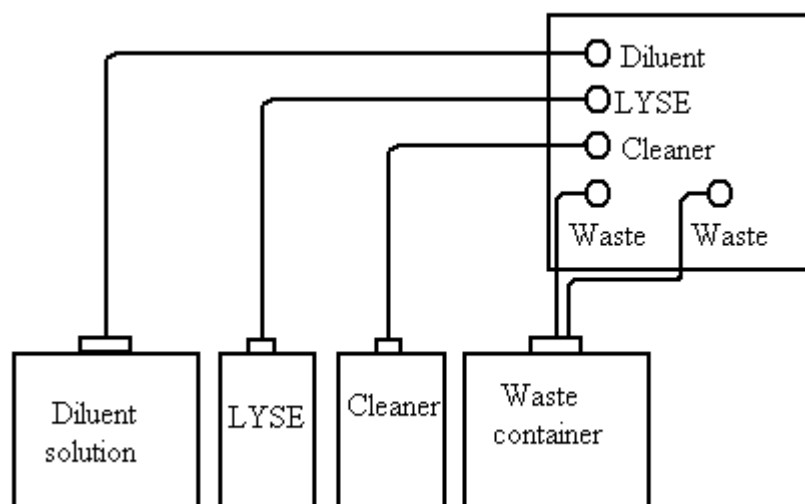 Diluent
LYSE
Cleaner
Waste Waste
Diluent
solution
LYSE
Cleaner
Waste
container